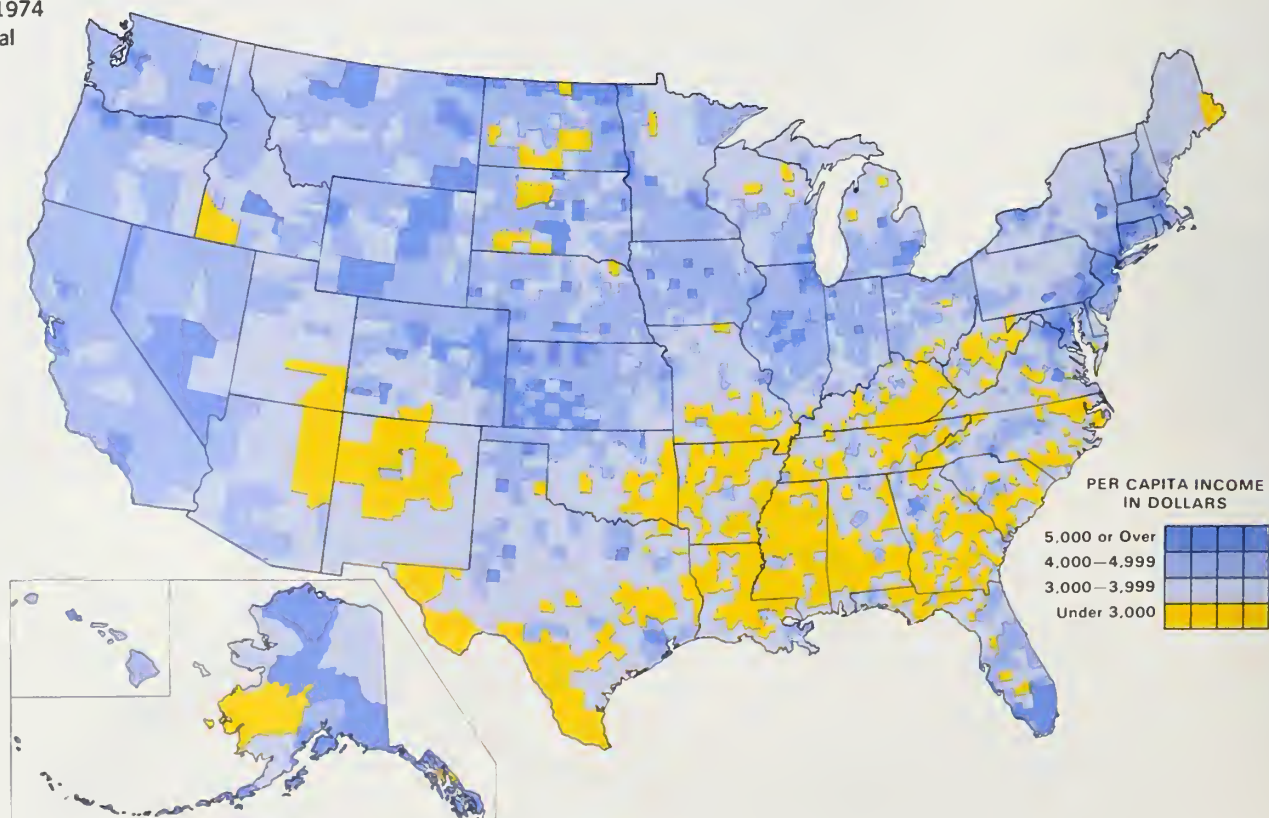 1974
al
PER CAPITA INCOME
IN DOLLARS
5,000 or Over
4,000—4,999
3,000—3,999
Under 3,000